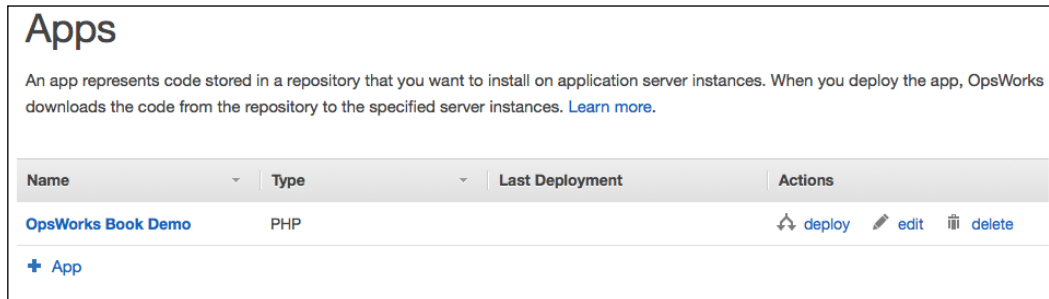 Apps
An app represents code stored in a repository that you want to install on application server instances. When you deploy the app, OpsWorks
downloads the code from the repository to the specified server instances. Learn more.
Name Type Last Deployment Actions
OpsWorks Book Demo PHP deploy edit delete
+ App